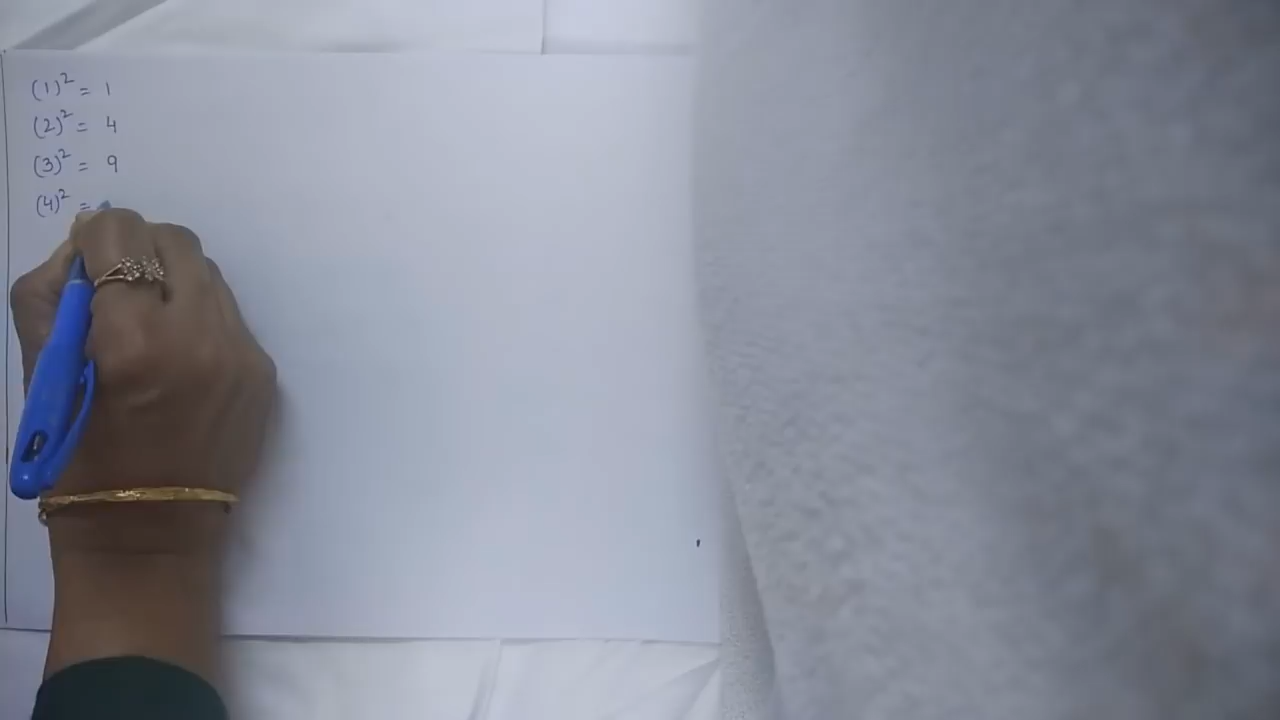 (1)² = 1
(2)² = 4
(3)² = 9
(4)² =